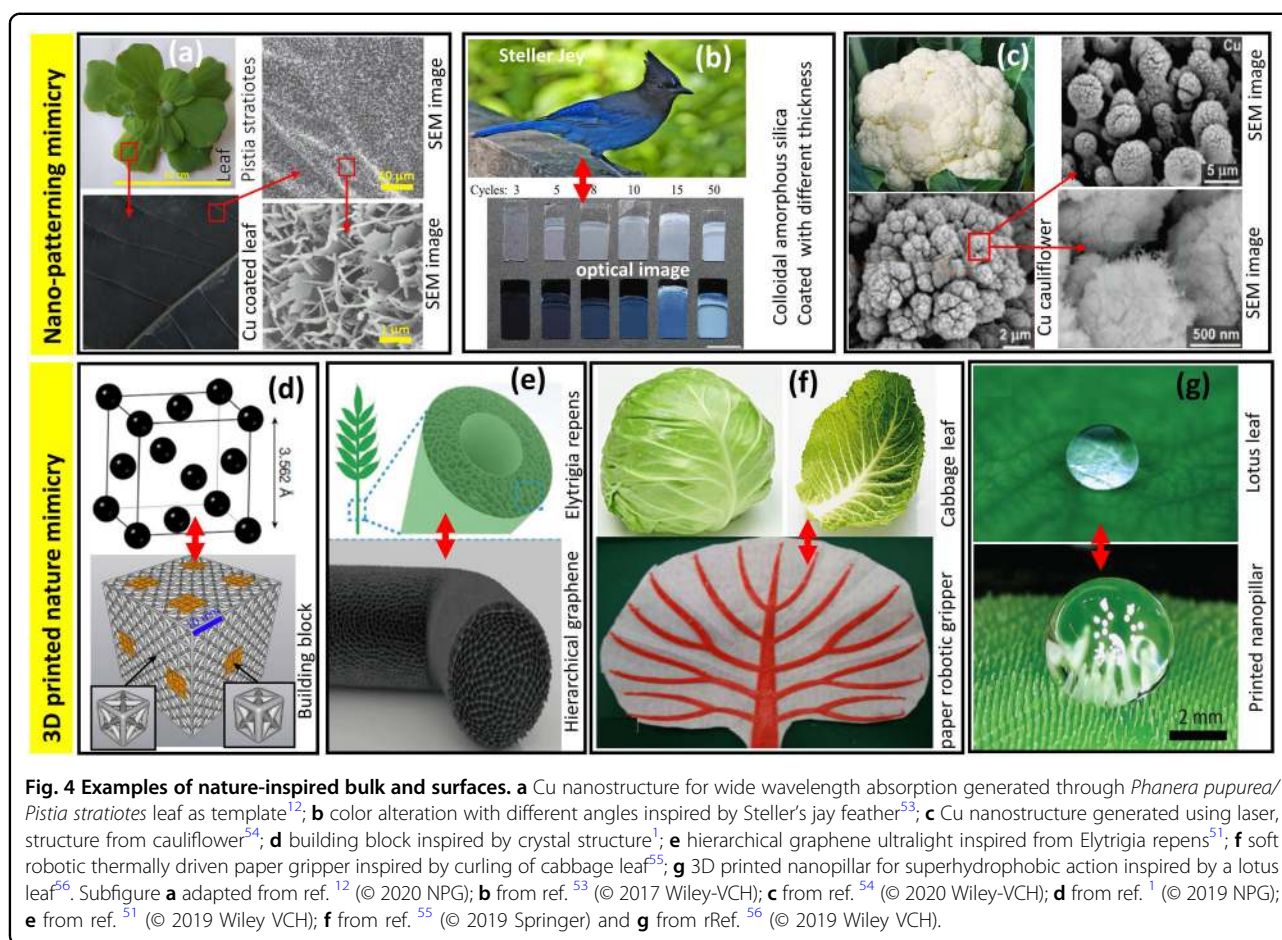 Nano-patterning mimicry
(a)
Leaf
Pistia stratiotes
SEM image
Cu coated leaf
SEM image
1 µm
Steller Jey
(b)
Cycles: 3 5 8 10 15 50
optical image
Colloidal amorphous silica
Coated with different thickness
(c)
Cu
5 µm
SEM image
2 µm
Cu cauliflower
500 nm
SEM image
3D printed nature mimicry
(d)
3.562 Å
Building block
(e)
Elytrigia repens
Hierarchical graphene
(f)
Cabbage leaf
paper robotic gripper
(g)
Lotus leaf
2 mm
Printed nanopillar
Fig. 4 Examples of nature-inspired bulk and surfaces. a Cu nanostructure for wide wavelength absorption generated through Phanera pupurea/
Pistia stratiotes leaf as template12; b color alteration with different angles inspired by Steller's jay feather53; c Cu nanostructure generated using laser,
structure from cauliflower54; d building block inspired by crystal structure1; e hierarchical graphene ultralight inspired from Elytrigia repens51; f soft
robotic thermally driven paper gripper inspired by curling of cabbage leaf55; g 3D printed nanopillar for superhydrophobic action inspired by a lotus
leaf56. Subfigure a adapted from ref. 12 (© 2020 NPG); b from ref. 53 (© 2017 Wiley-VCH); c from ref. 54 (© 2020 Wiley-VCH); d from ref. 1 (© 2019 NPG);
e from ref. 51 (© 2019 Wiley VCH); f from ref. 55 (© 2019 Springer) and g from rRef. 56 (© 2019 Wiley VCH).